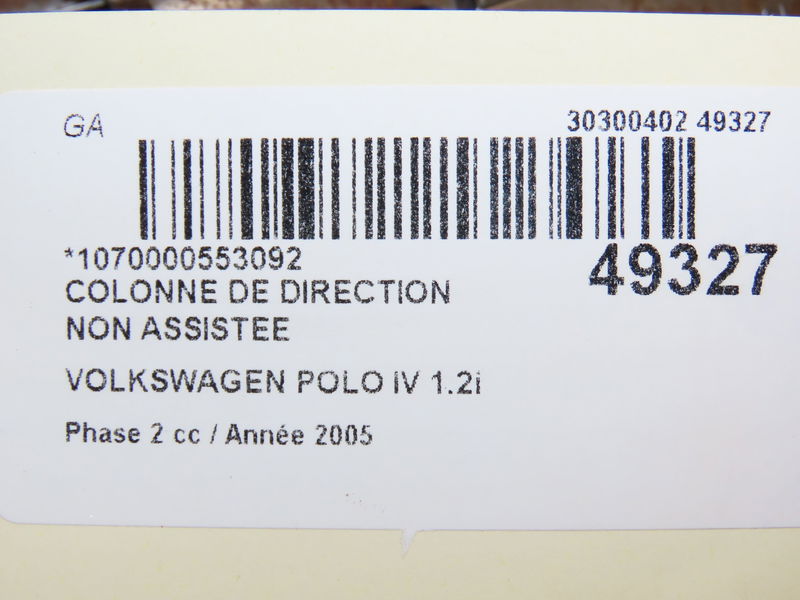 GA
30300402 49327
*1070000553092
49327
COLONNE DE DIRECTION
NON ASSISTEE
VOLKSWAGEN POLO IV 1.2i
Phase 2 cc / Année 2005